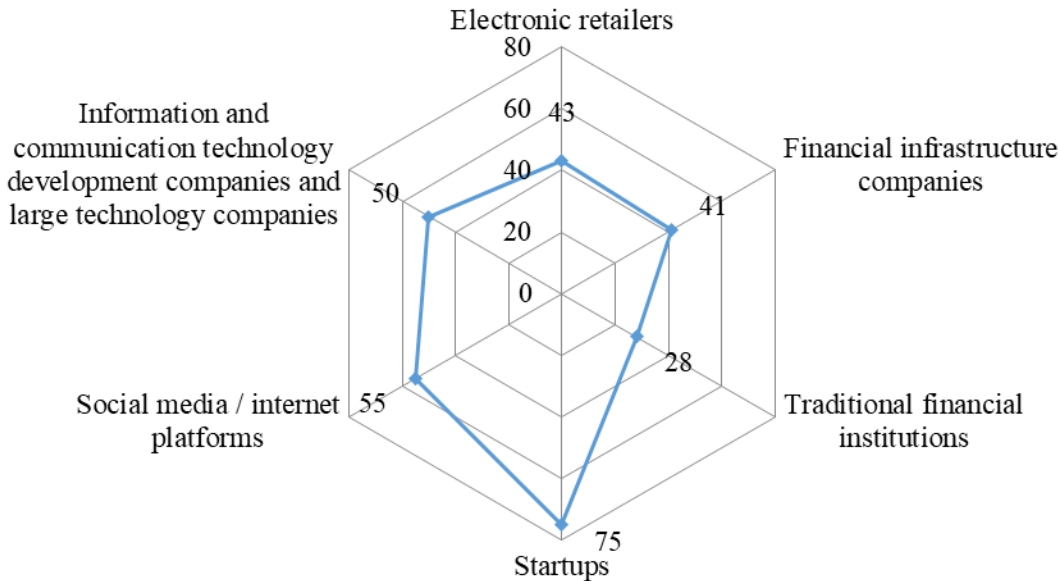 Electronic retailers
80
60
43
40
20
0
Information and
communication technology
development companies and
large technology companies
50
Financial infrastructure
companies
41
Social media / internet
platforms
55
28
Traditional financial
institutions
75
Startups